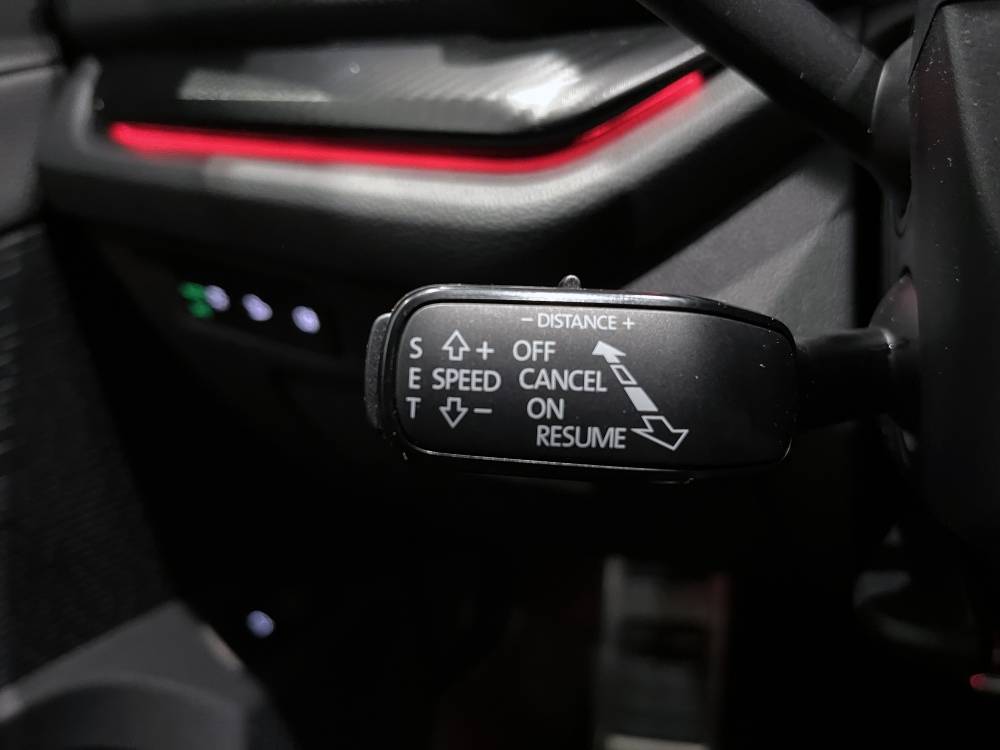 − DISTANCE +
S + OFF
E SPEED CANCEL
T − ON
RESUME